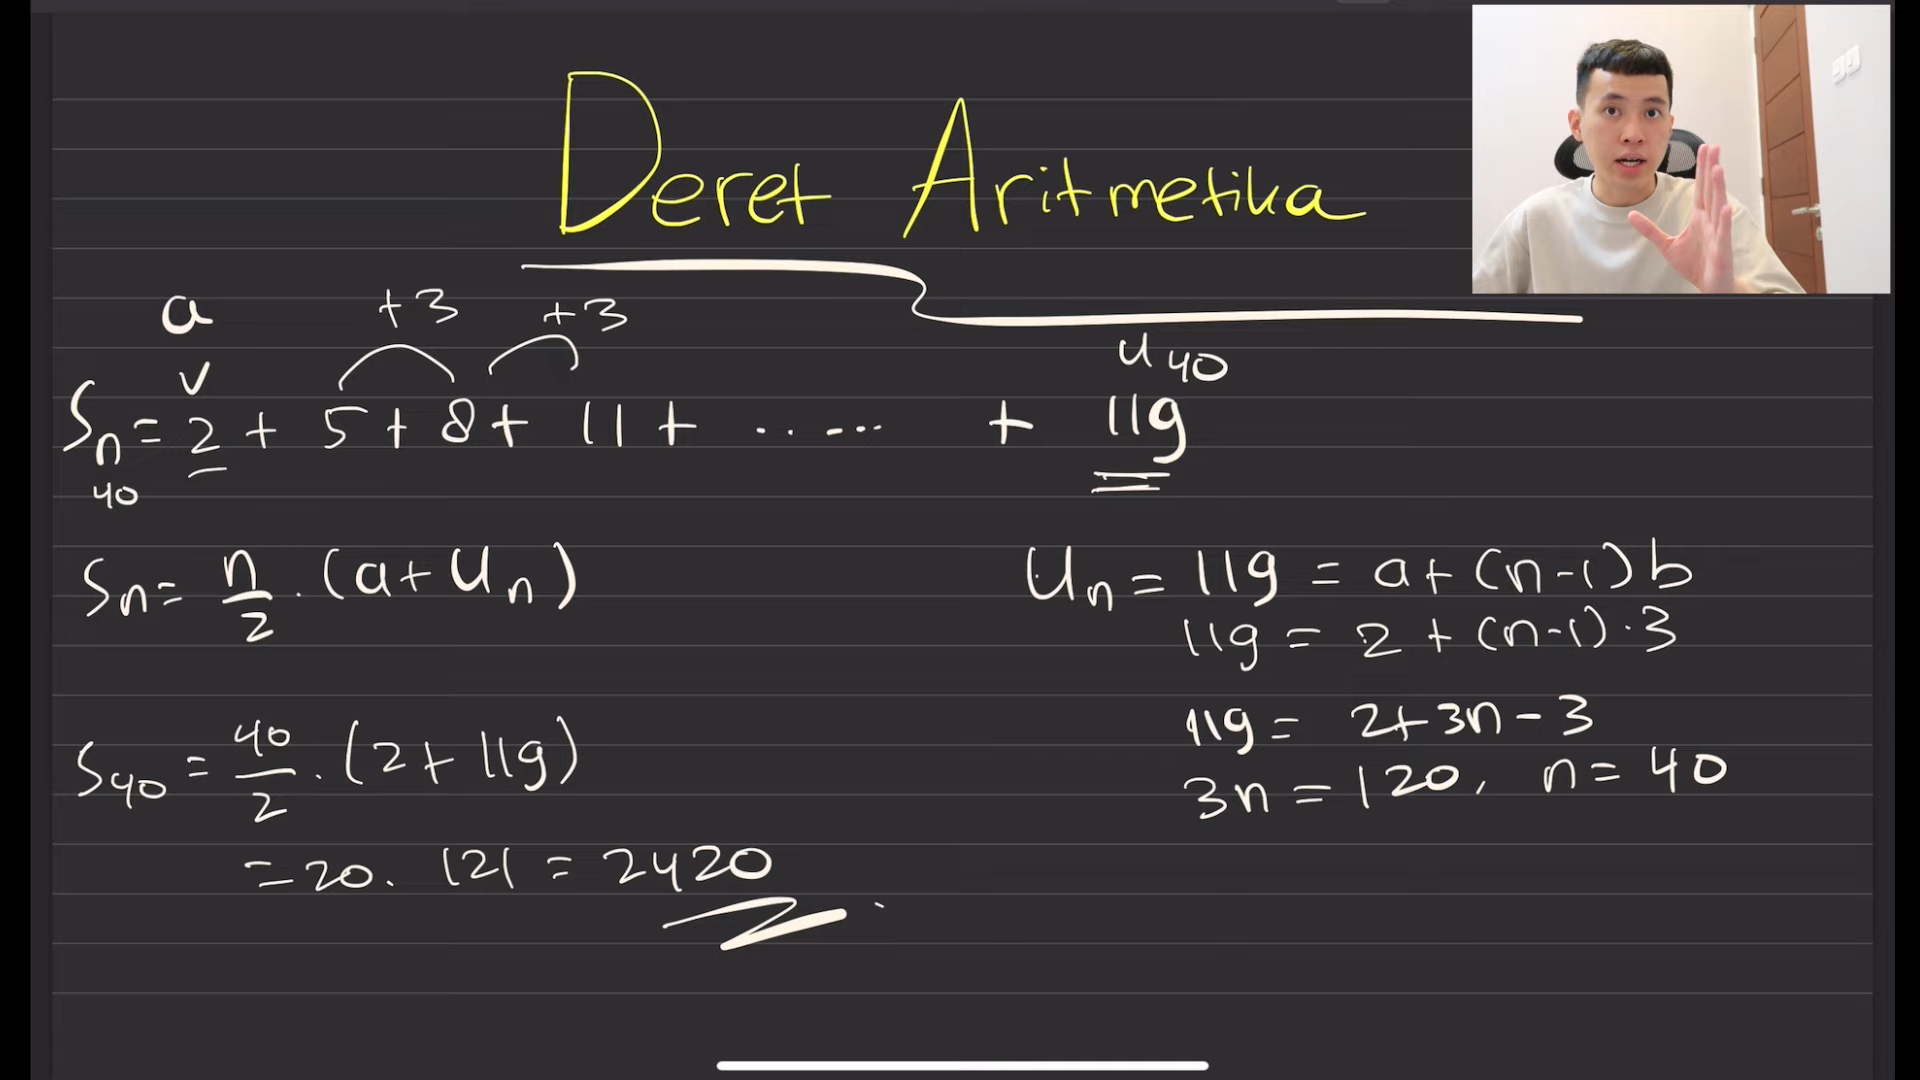 Deret Aritmetika
a +3 +3
v U40
Sn = 2 + 5 + 8 + 11 + ........ + 119
40
Sn = n/2 . (a + Un)
Un = 119 = a + (n-1) b
119 = 2 + (n-1) . 3
119 = 2 + 3n - 3
3n = 120, n = 40
S40 = 40/2 . (2 + 119)
= 20 . 121 = 2420